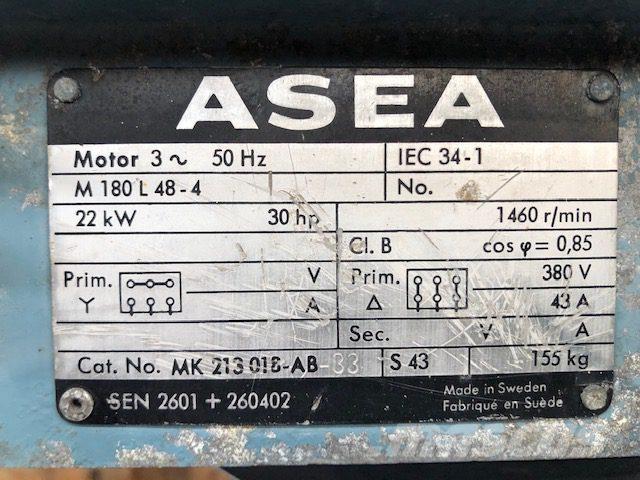 ASEA
Motor 3 ~ 50 Hz IEC 34-1
M 180 L 48-4 No.
22 kW 30 hp 1460 r/min
Cl. B cos φ = 0,85
Prim. V Prim. 380 V
Y A Δ 43 A
Sec. V A
Cat. No. MK 213 018-AB-33 S 43 155 kg
SEN 2601 + 260402 Made in Sweden
Fabriqué en Suède